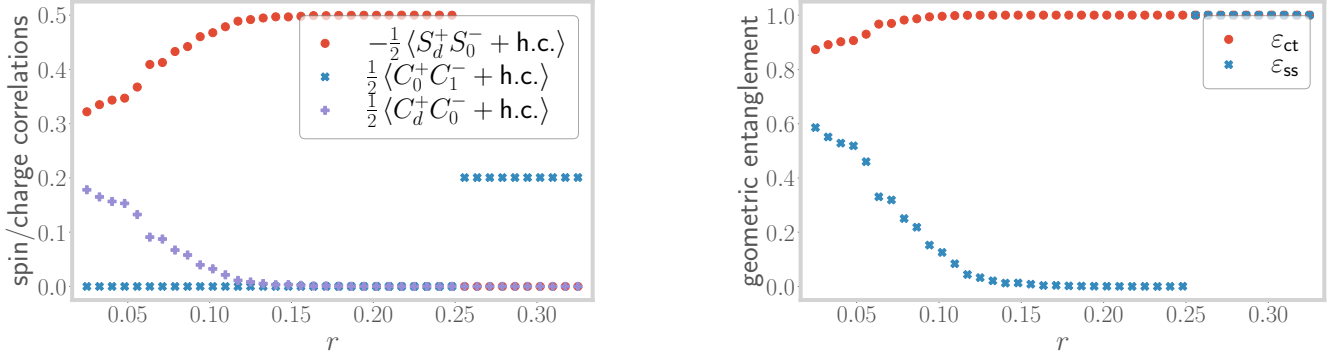 spin/charge correlations
0.5
0.4
0.3
0.2
0.1
0.0
−½⟨S_d^+ S_0^- + h.c.⟩
½⟨C_0^+ C_1^- + h.c.⟩
½⟨C_d^+ C_0^- + h.c.⟩
0.05 0.10 0.15 0.20 0.25 0.30
r
geometric entanglement
1.0
0.8
0.6
0.4
0.2
0.0
ε_ct
ε_ss
0.05 0.10 0.15 0.20 0.25 0.30
r